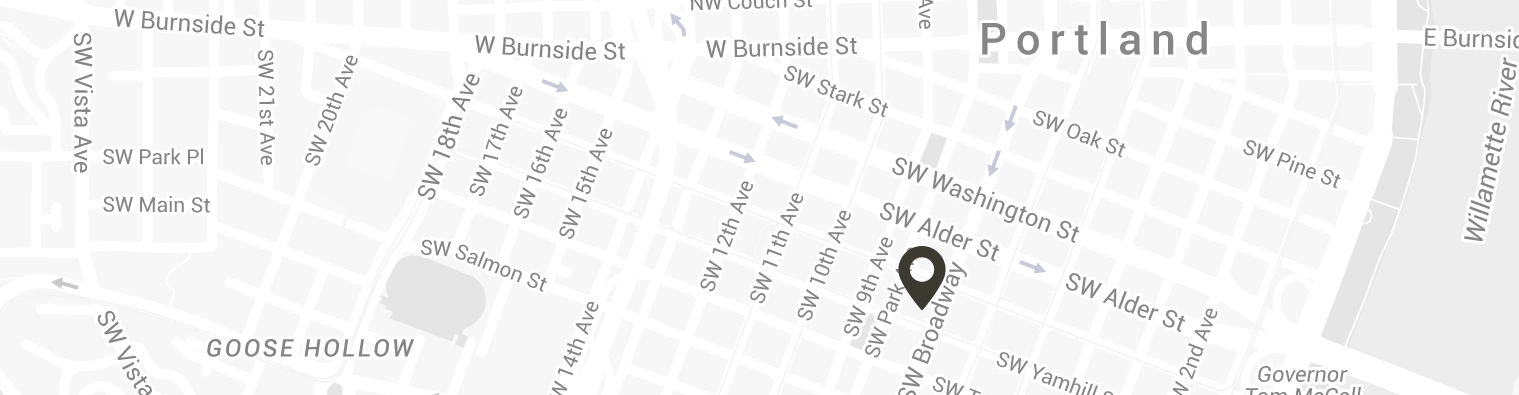 NW Couch St
W Burnside St
W Burnside St
W Burnside St
Ave
Portland
E Burnsid
SW Vista Ave
SW 21st Ave
SW 20th Ave
SW 18th Ave
SW 17th Ave
SW 16th Ave
SW 15th Ave
SW Stark St
SW Oak St
SW Pine St
Willamette River
SW Park Pl
SW Main St
SW Washington St
SW Alder St
SW Alder St
SW 12th Ave
SW 11th Ave
SW 10th Ave
SW 9th Ave
SW Park
SW Broadway
SW Salmon St
GOOSE HOLLOW
SW Vista
W 14th Ave
SW Yamhill S
SW T
W 2nd Ave
Governor
Tom McCall